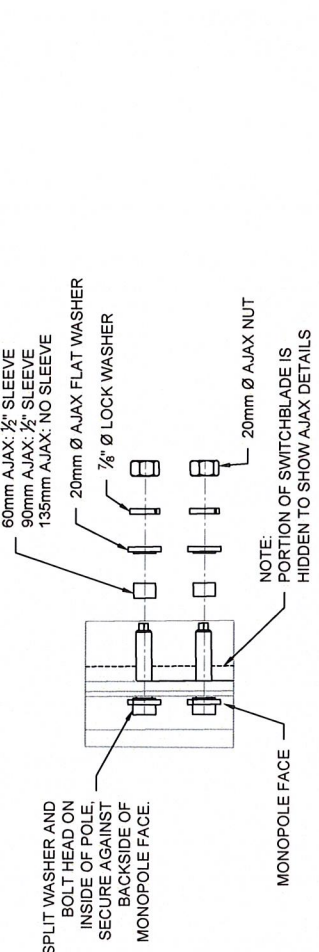 60mm AJAX: ½" SLEEVE
90mm AJAX: ½" SLEEVE
135mm AJAX: NO SLEEVE
20mm Ø AJAX FLAT WASHER
⅞" Ø LOCK WASHER
20mm Ø AJAX NUT
NOTE:
PORTION OF SWITCHBLADE IS
HIDDEN TO SHOW AJAX DETAILS
SPLIT WASHER AND
BOLT HEAD ON
INSIDE OF POLE,
SECURE AGAINST
BACKSIDE OF
MONOPOLE FACE.
MONOPOLE FACE